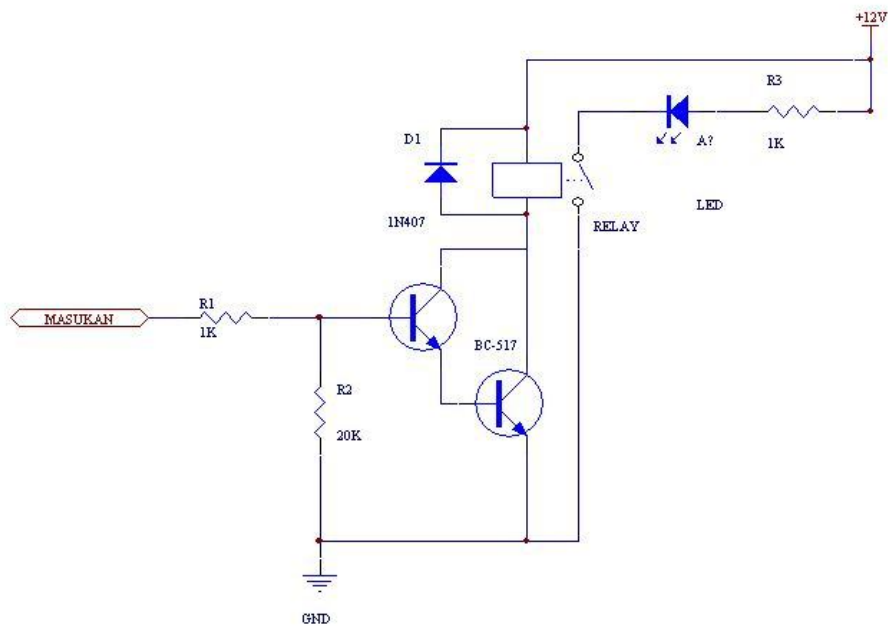 +12V
R3
D1
A?
1K
LED
1N407
RELAY
R1
MASUKAN
1K
BC-517
R2
20K
GND